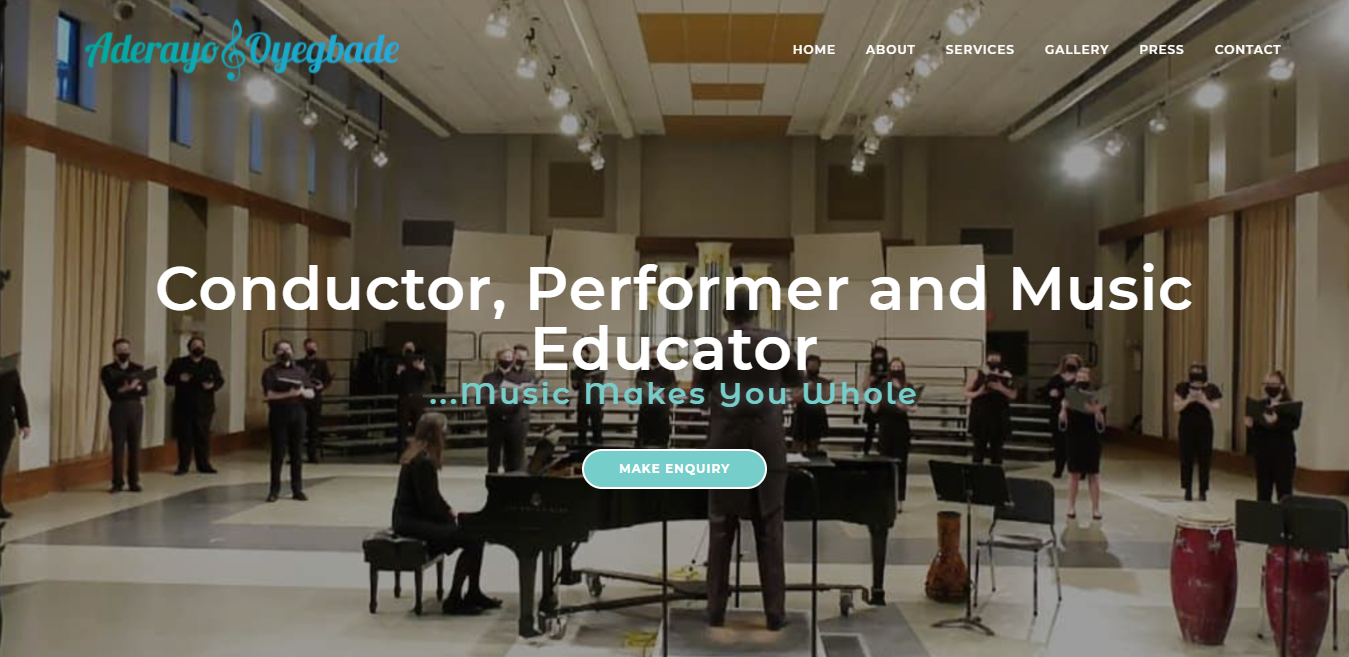 Aderayo Oyegbade
HOME ABOUT SERVICES GALLERY PRESS CONTACT
Conductor, Performer and Music
Educator
...Music Makes You Whole
MAKE ENQUIRY